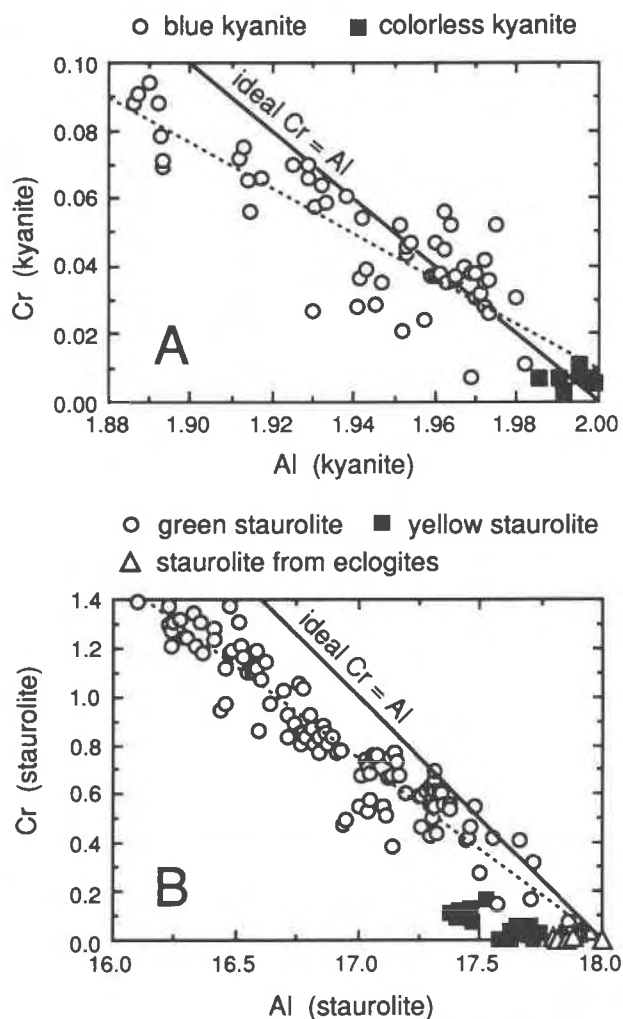 blue kyanite colorless kyanite
0.10
0.08
0.06
0.04
0.02
0.00
Cr (kyanite)
ideal Cr = Al
A
1.88 1.90 1.92 1.94 1.96 1.98 2.00
Al (kyanite)
green staurolite yellow staurolite
staurolite from eclogites
1.4
1.2
1.0
0.8
0.6
0.4
0.2
0.0
Cr (staurolite)
ideal Cr = Al
B
16.0 16.5 17.0 17.5 18.0
Al (staurolite)